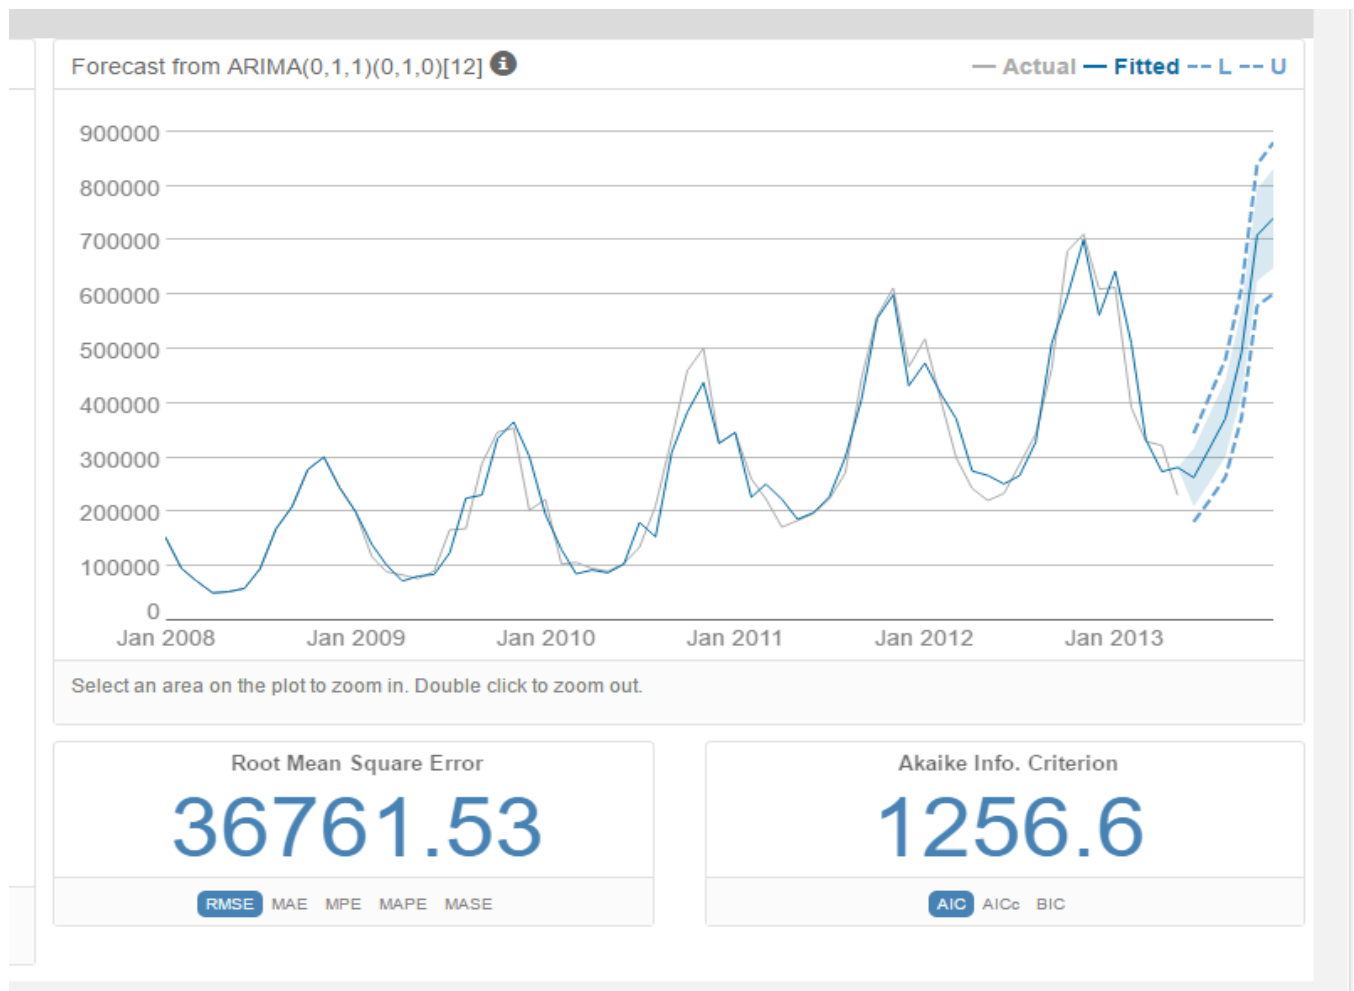 Forecast from ARIMA(0,1,1)(0,1,0)[12] i
Actual Fitted L U
900000
800000
700000
600000
500000
400000
300000
200000
100000
0
Jan 2008 Jan 2009 Jan 2010 Jan 2011 Jan 2012 Jan 2013
Select an area on the plot to zoom in. Double click to zoom out.
Root Mean Square Error
36761.53
RMSE MAE MPE MAPE MASE
Akaike Info. Criterion
1256.6
AIC AICc BIC